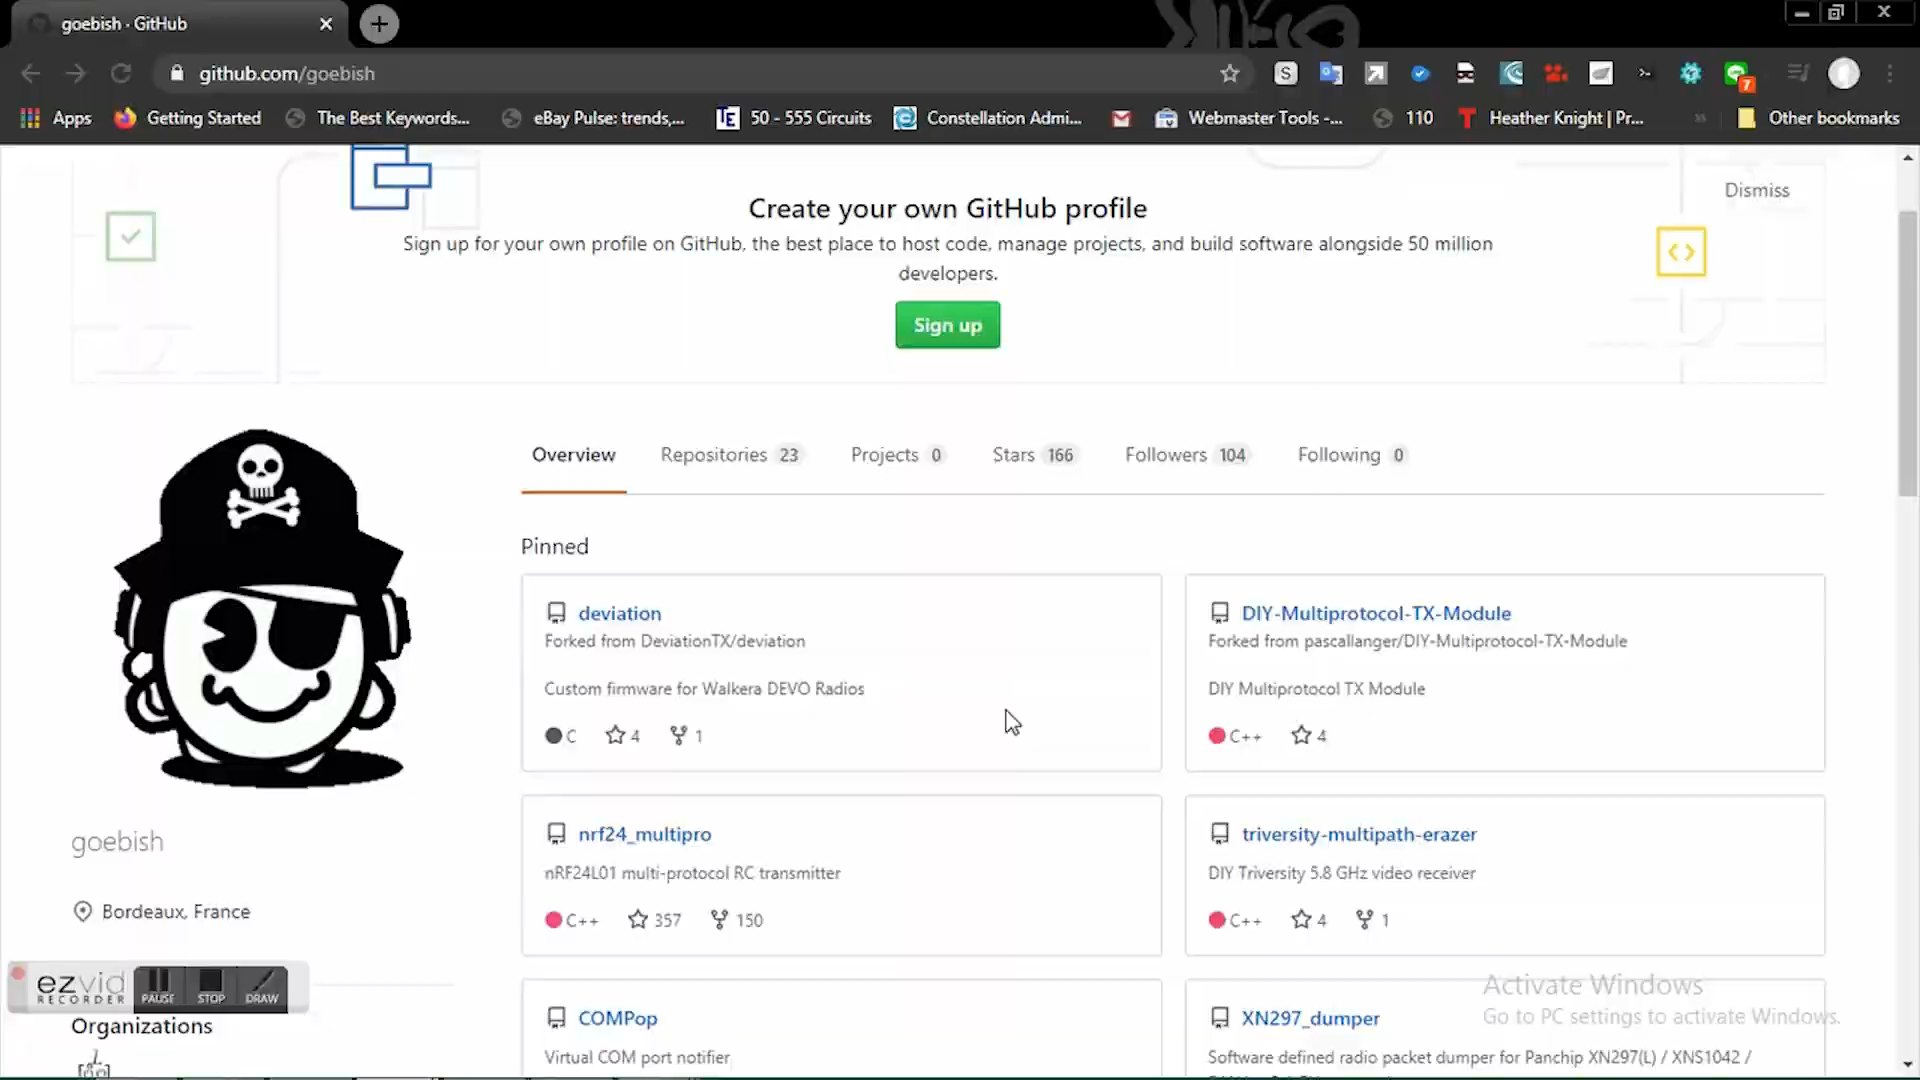 goebish · GitHub
github.com/goebish
S
7
Apps
Getting Started
The Best Keywords...
eBay Pulse: trends,...
TE
50 - 555 Circuits
Constellation Admi...
Webmaster Tools -...
110
T
Heather Knight | Pr...
Other bookmarks
Dismiss
Create your own GitHub profile
Sign up for your own profile on GitHub, the best place to host code, manage projects, and build software alongside 50 million
developers.
Sign up
Overview
Repositories 23
Projects 0
Stars 166
Followers 104
Following 0
Pinned
deviation
Forked from DeviationTX/deviation
Custom firmware for Walkera DEVO Radios
C 4 1
DIY-Multiprotocol-TX-Module
Forked from pascallanger/DIY-Multiprotocol-TX-Module
DIY Multiprotocol TX Module
C++ 4
nrf24_multipro
nRF24L01 multi-protocol RC transmitter
C++ 357 150
triversity-multipath-erazer
DIY Triversity 5.8 GHz video receiver
C++ 4 1
COMPop
Virtual COM port notifier
XN297_dumper
Software defined radio packet dumper for Panchip XN297(L) / XNS1042 /
goebish
Bordeaux, France
ezvid
RECORDER
PAUSE
STOP
DRAW
Organizations
Activate Windows
Go to PC settings to activate Windows.